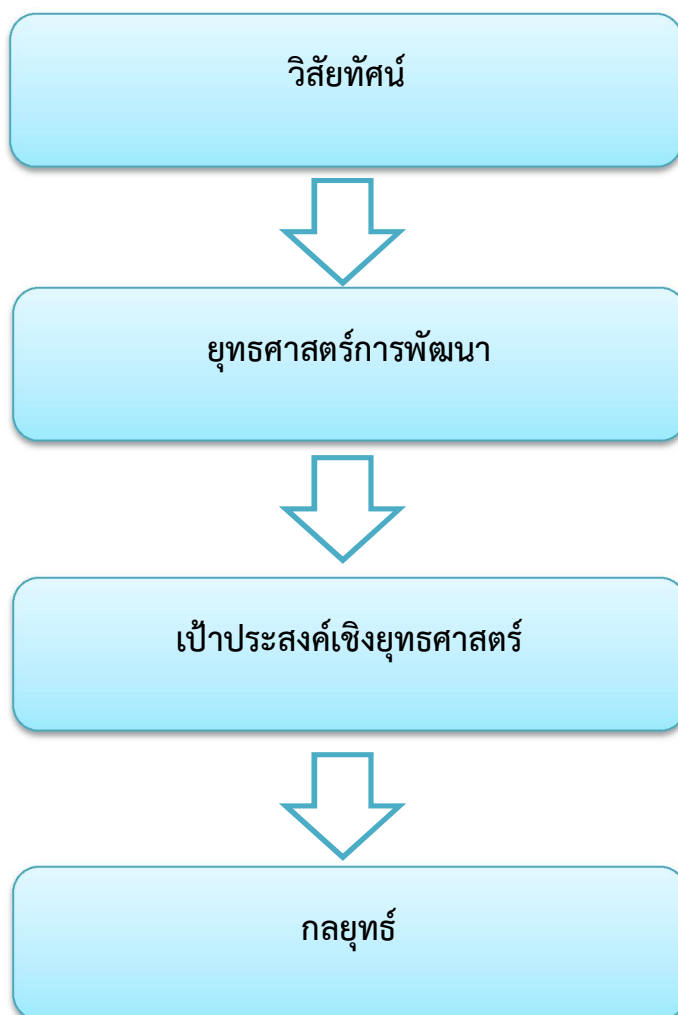 วิสัยทัศน์
ยุทธศาสตร์การพัฒนา
เป้าประสงค์เชิงยุทธศาสตร์
กลยุทธ์